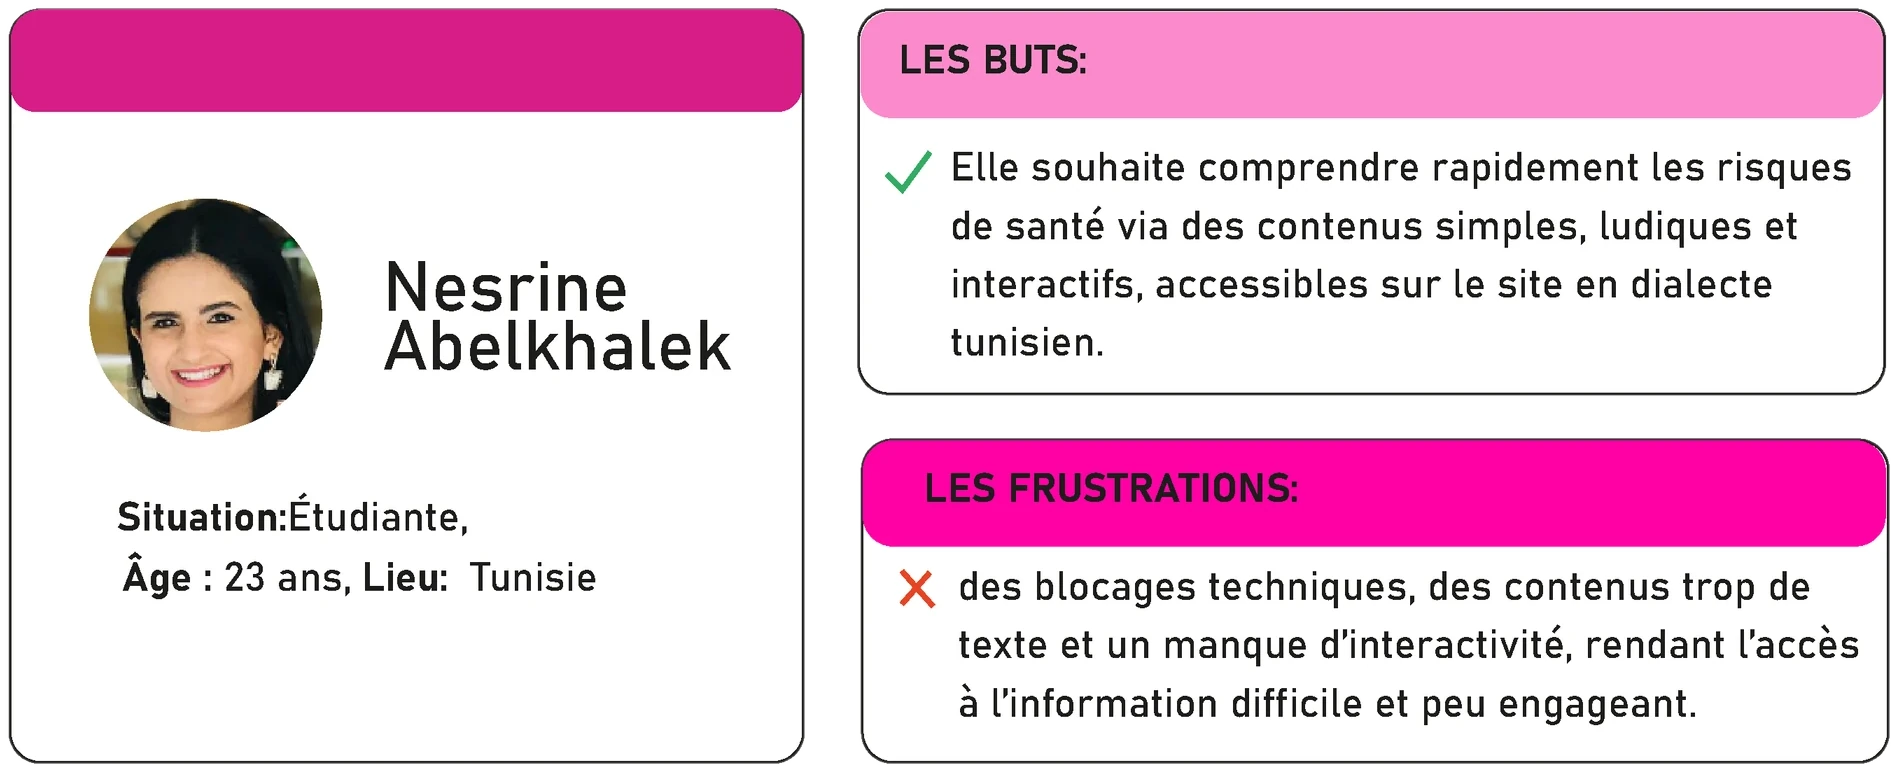 Nesrine
Abelkhalek
Situation:Étudiante,
Âge : 23 ans, Lieu: Tunisie
LES BUTS:
Elle souhaite comprendre rapidement les risques
de santé via des contenus simples, ludiques et
interactifs, accessibles sur le site en dialecte
tunisien.
LES FRUSTRATIONS:
des blocages techniques, des contenus trop de
texte et un manque d’interactivité, rendant l’accès
à l’information difficile et peu engageant.